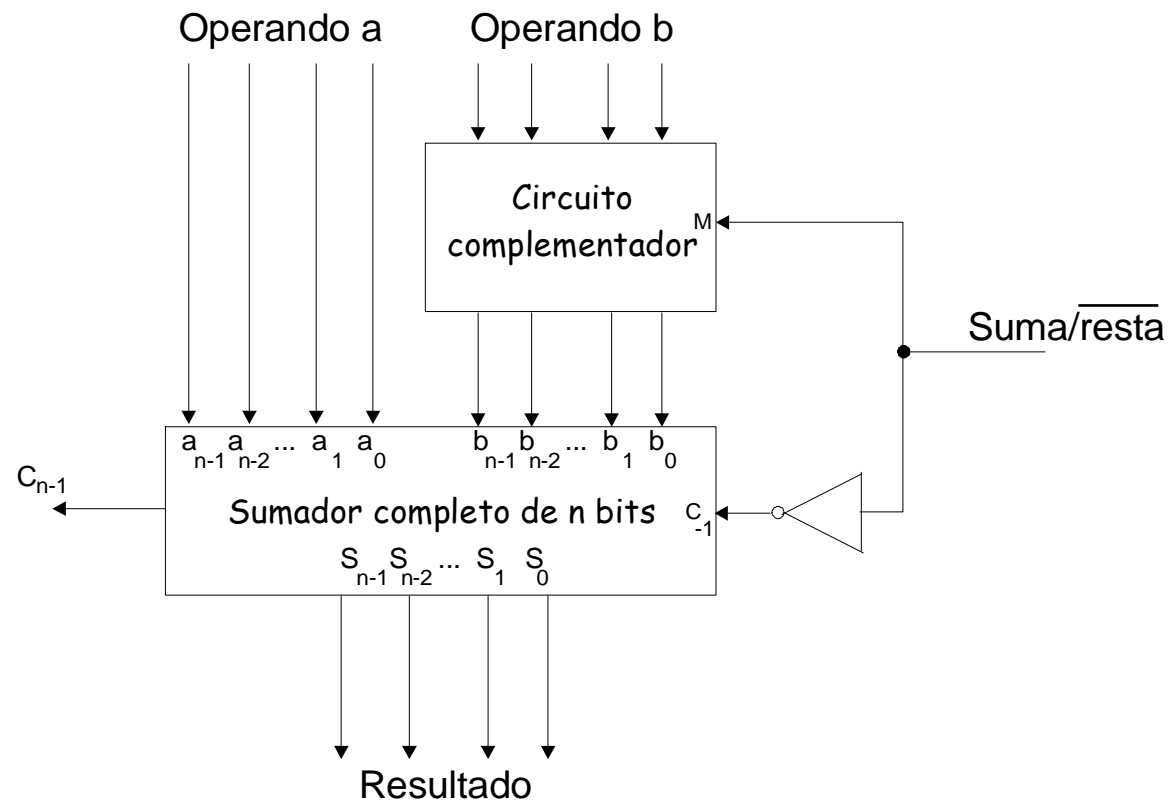 Operando a
Operando b
Circuito
complementador
M
Suma/resta
a n-1 a n-2 ... a 1 a 0
b n-1 b n-2 ... b 1 b 0
C n-1
Sumador completo de n bits
C -1
S n-1 S n-2 ... S 1 S 0
Resultado